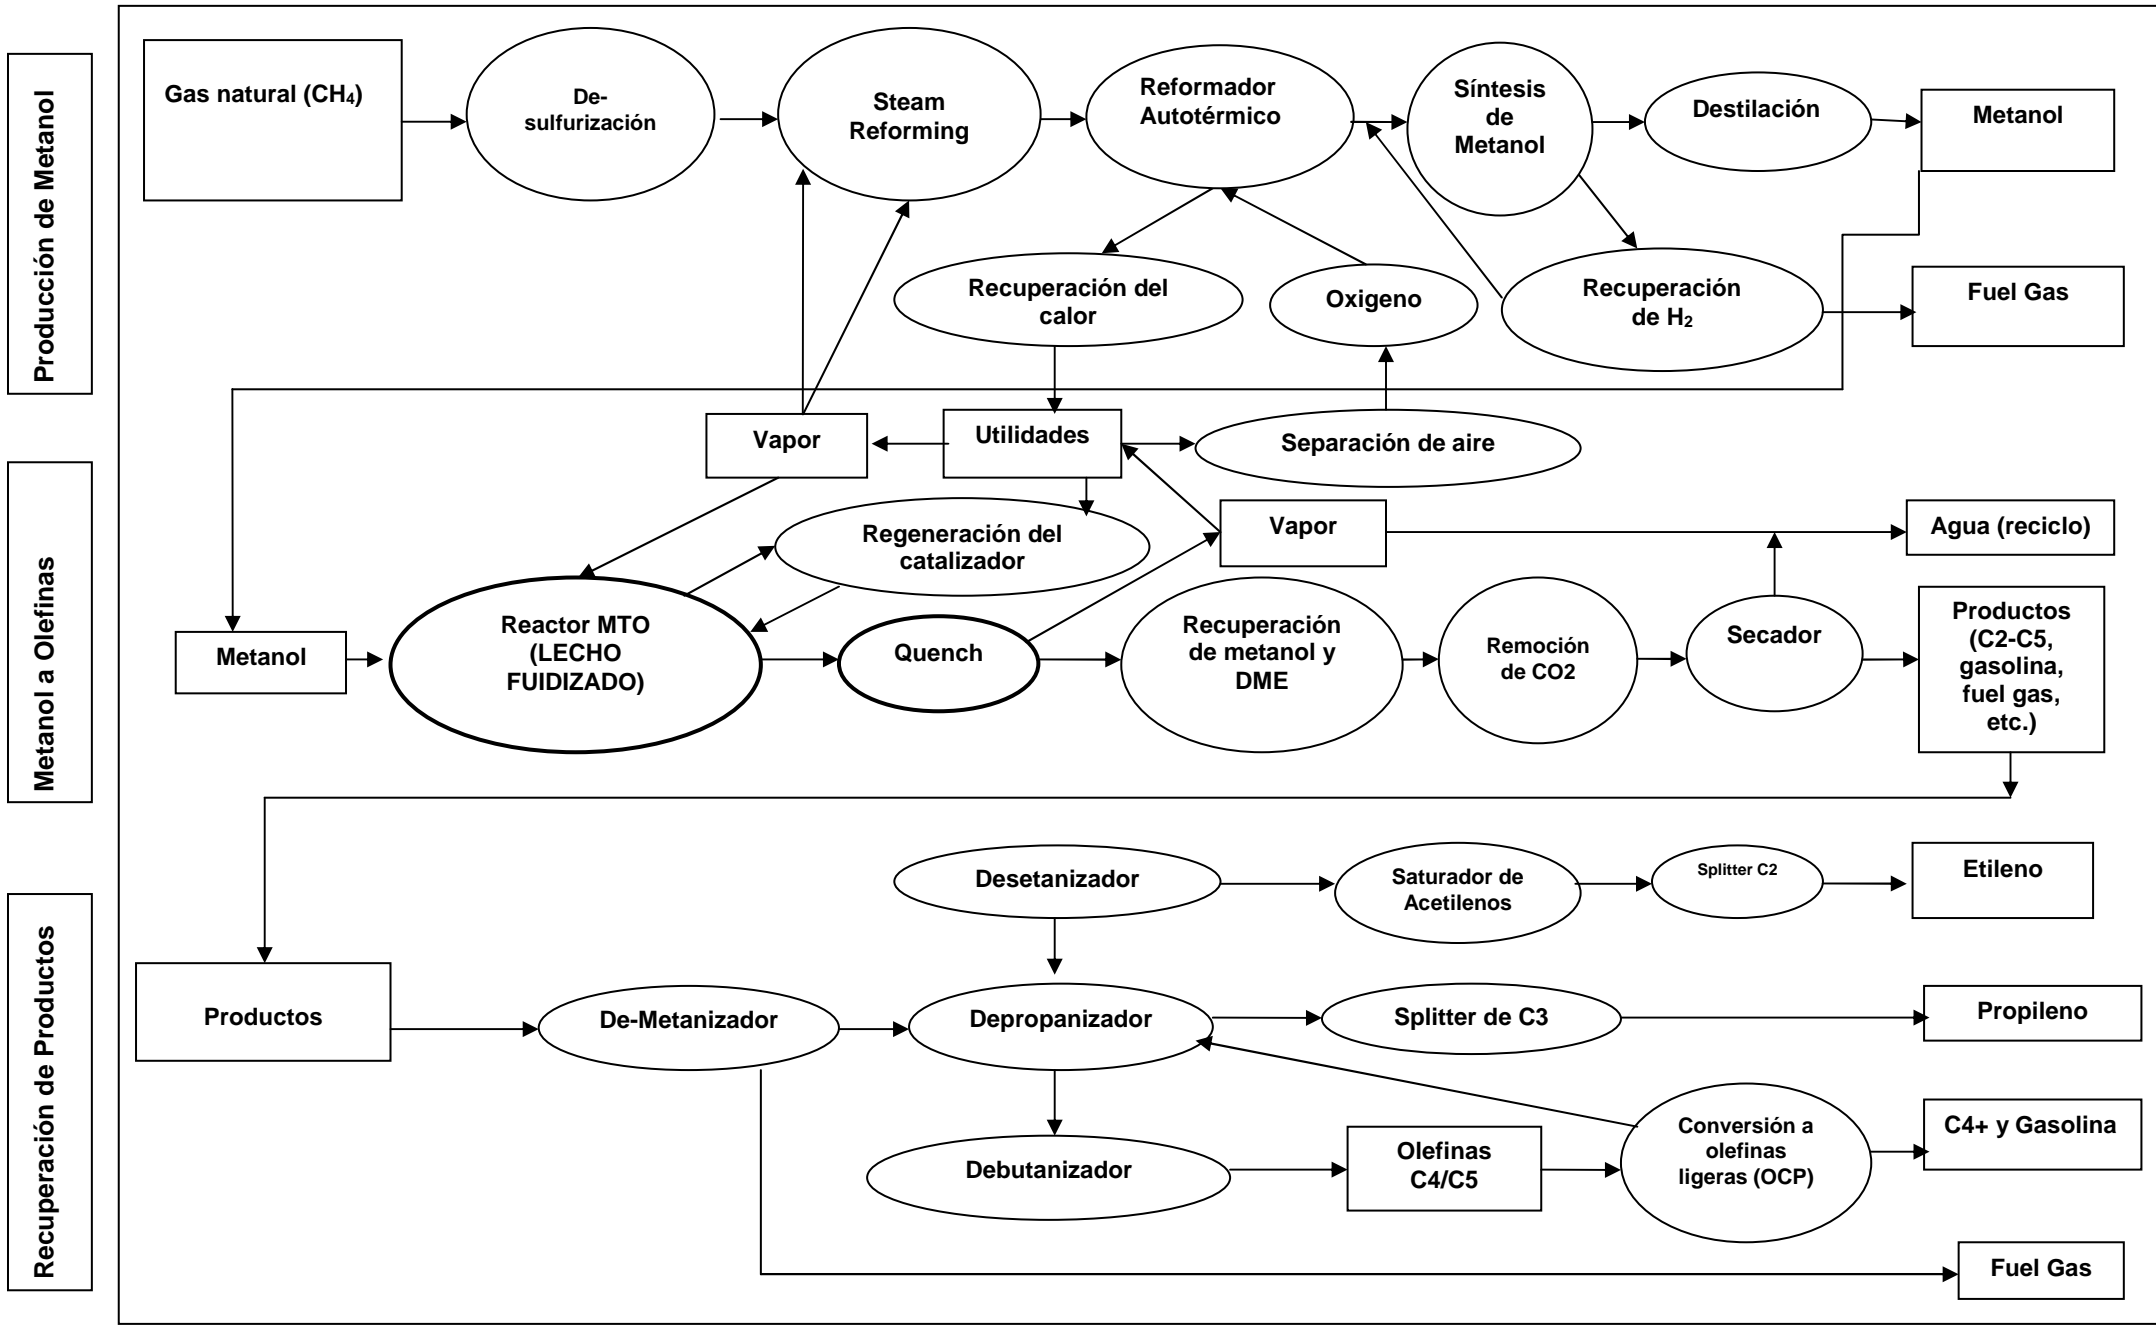 Producción de Metanol
Gas natural (CH₄)
De-
sulfurización
Steam
Reforming
Reformador
Autotérmico
Síntesis
de
Metanol
Destilación
Metanol
Recuperación del
calor
Oxigeno
Recuperación
de H₂
Fuel Gas
Metanol a Olefinas
Vapor
Utilidades
Separación de aire
Regeneración del
catalizador
Vapor
Agua (reciclo)
Metanol
Reactor MTO
(LECHO
FUIDIZADO)
Quench
Recuperación
de metanol y
DME
Remoción
de CO2
Secador
Productos
(C2-C5,
gasolina,
fuel gas,
etc.)
Recuperación de Productos
Desetanizador
Saturador de
Acetilenos
Splitter C2
Etileno
Productos
De-Metanizador
Depropanizador
Splitter de C3
Propileno
Debutanizador
Olefinas
C4/C5
Conversión a
olefinas
ligeras (OCP)
C4+ y Gasolina
Fuel Gas